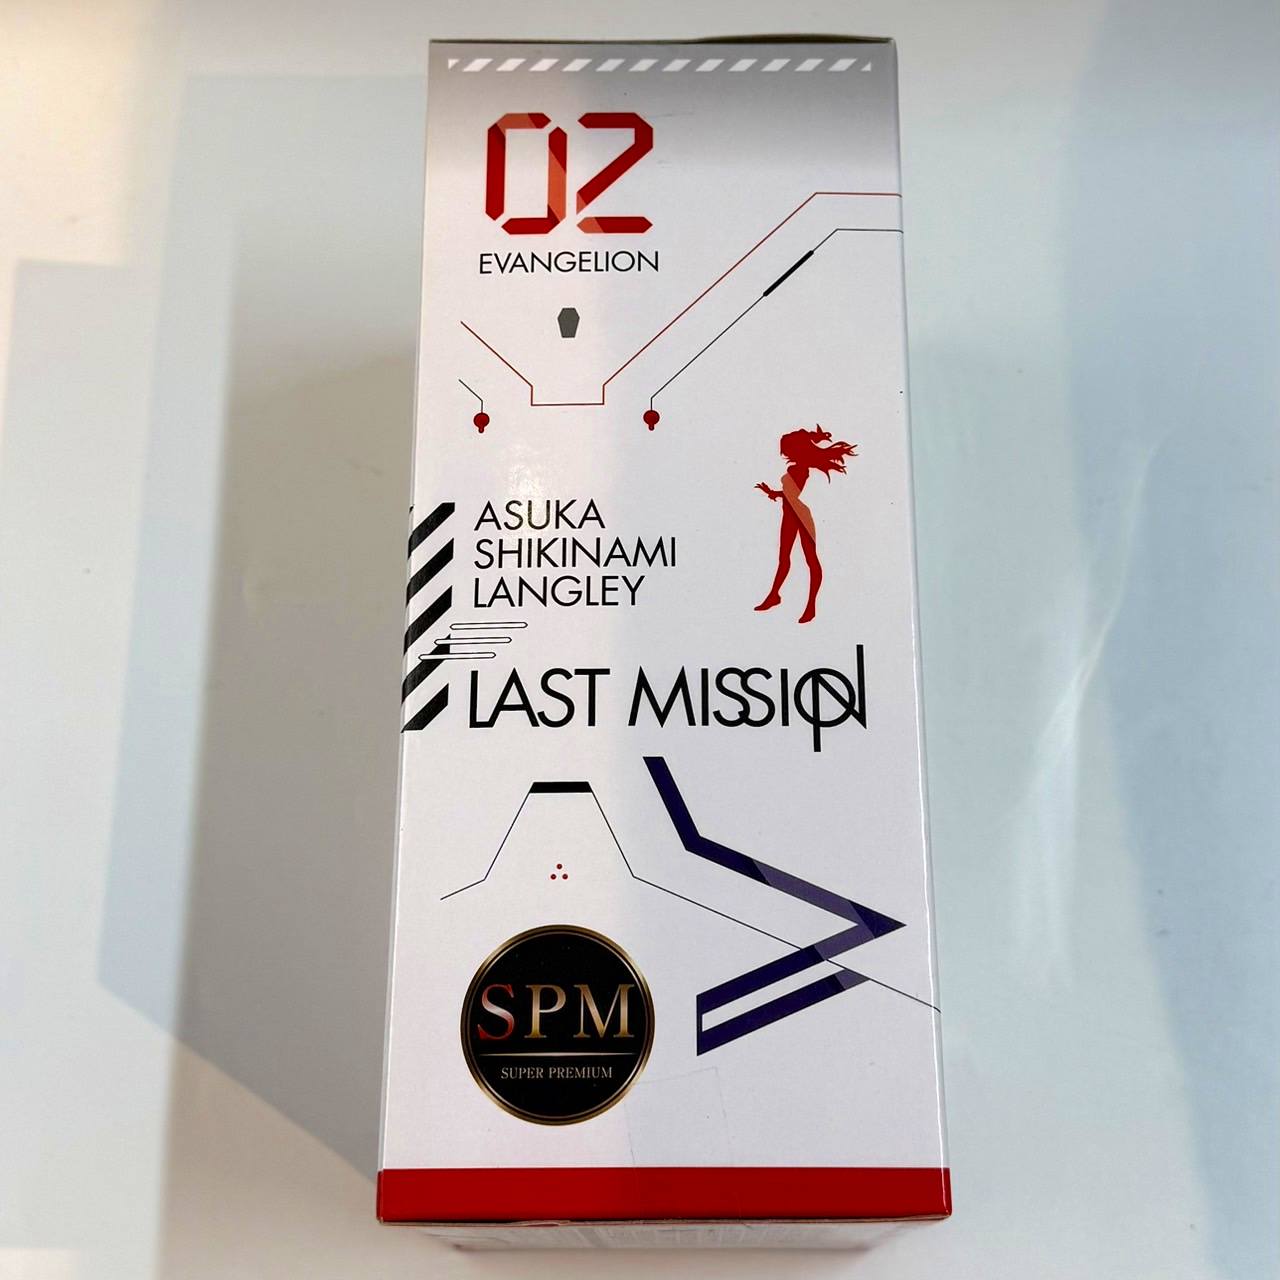 02
EVANGELION
ASUKA
SHIKINAMI
LANGLEY
LAST MISSION
SPM
SUPER PREMIUM